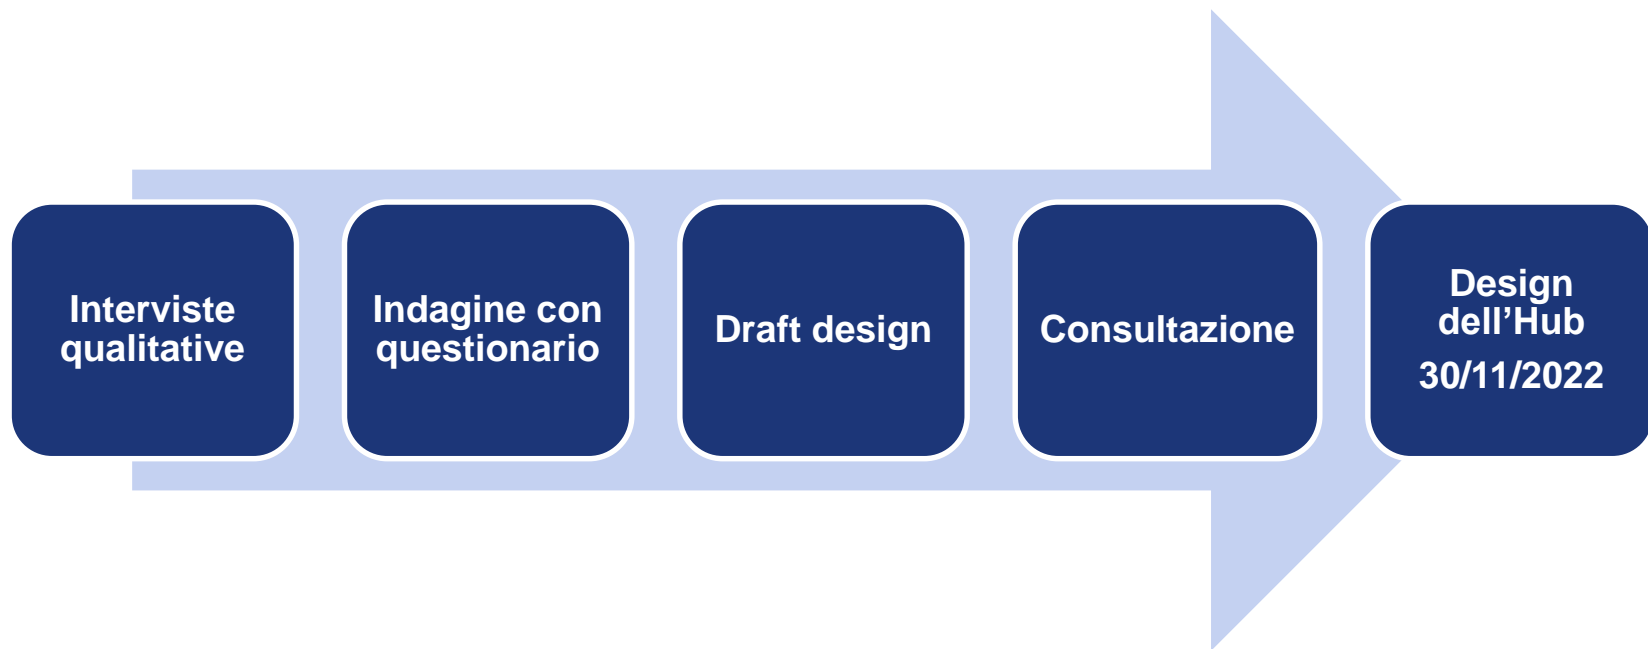 Interviste
qualitative
Indagine con
questionario
Draft design
Consultazione
Design
dell’Hub
30/11/2022